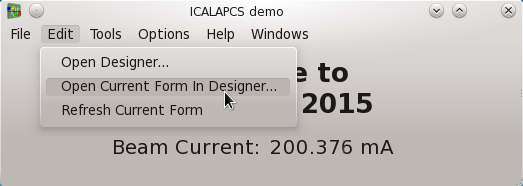 ICALAPCS demo
File Edit Tools Options Help Windows
Open Designer...
Open Current Form In Designer...
Refresh Current Form
to
2015
Beam Current: 200.376 mA